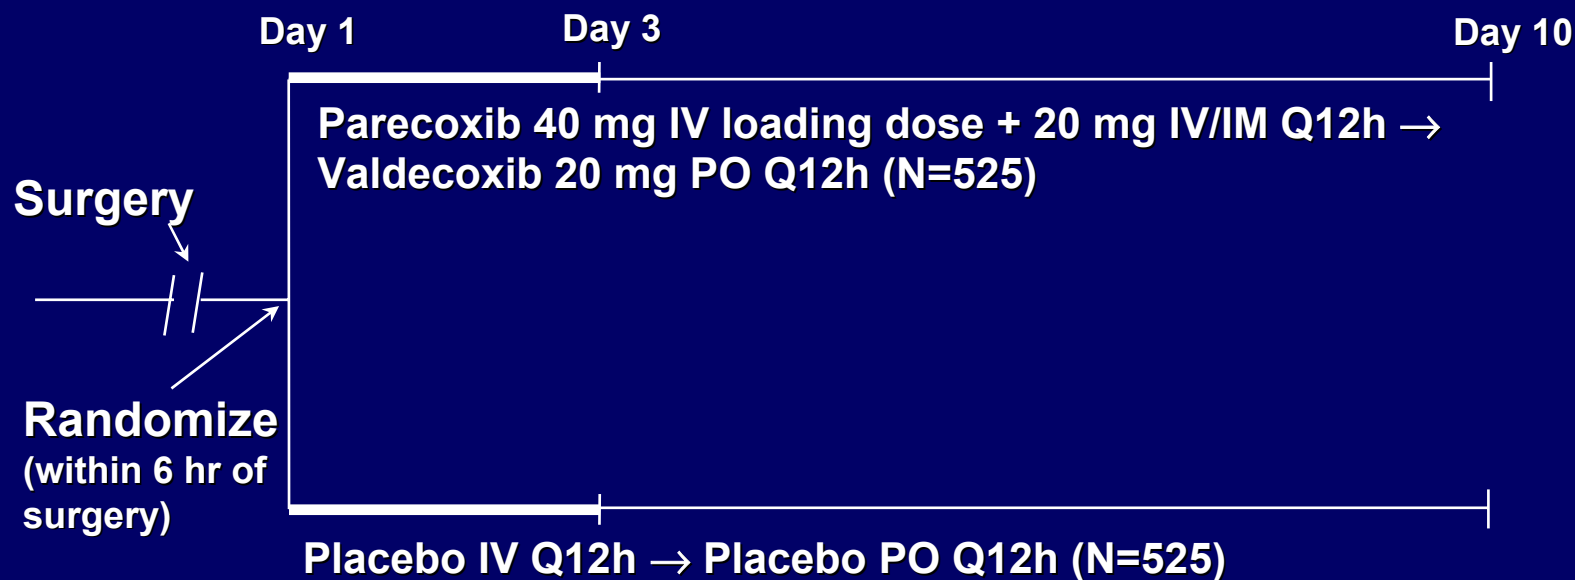 Day 1
Day 3
Day 10
Parecoxib 40 mg IV loading dose + 20 mg IV/IM Q12h →
Valdecoxib 20 mg PO Q12h (N=525)
Surgery
Randomize
(within 6 hr of
surgery)
Placebo IV Q12h → Placebo PO Q12h (N=525)